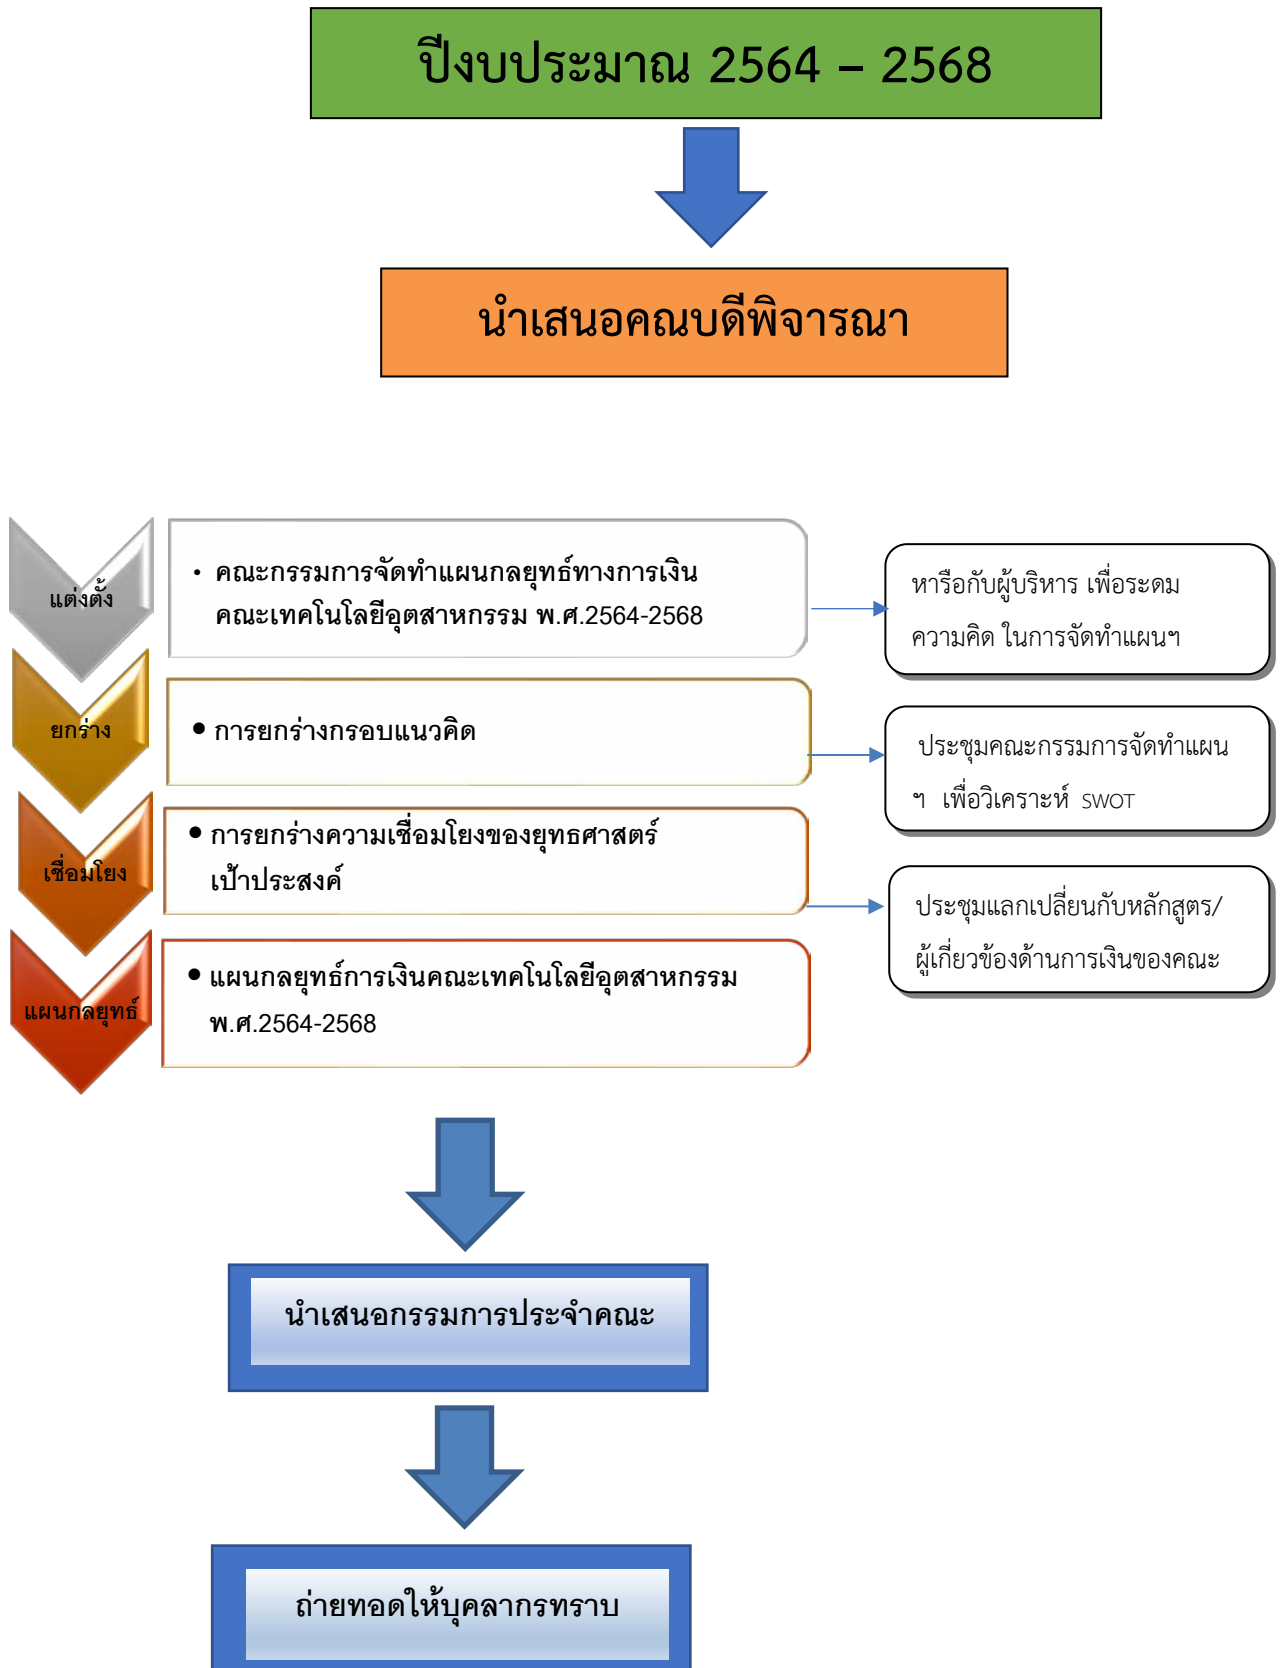 ปีงบประมาณ 2564 – 2568
นำเสนอคณบดีพิจารณา
แต่งตั้ง
• คณะกรรมการจัดทำแผนกลยุทธ์ทางการเงิน
คณะเทคโนโลยีอุตสาหกรรม พ.ศ.2564-2568
หารือกับผู้บริหาร เพื่อระดม
ความคิด ในการจัดทำแผนฯ
ยกร่าง
• การยกร่างกรอบแนวคิด
ประชุมคณะกรรมการจัดทำแผน
ฯ เพื่อวิเคราะห์ SWOT
เชื่อมโยง
• การยกร่างความเชื่อมโยงของยุทธศาสตร์
เป้าประสงค์
ประชุมแลกเปลี่ยนกับหลักสูตร/
ผู้เกี่ยวข้องด้านการเงินของคณะ
แผนกลยุทธ์
• แผนกลยุทธ์การเงินคณะเทคโนโลยีอุตสาหกรรม
พ.ศ.2564-2568
นำเสนอกรรมการประจำคณะ
ถ่ายทอดให้บุคลากรทราบ